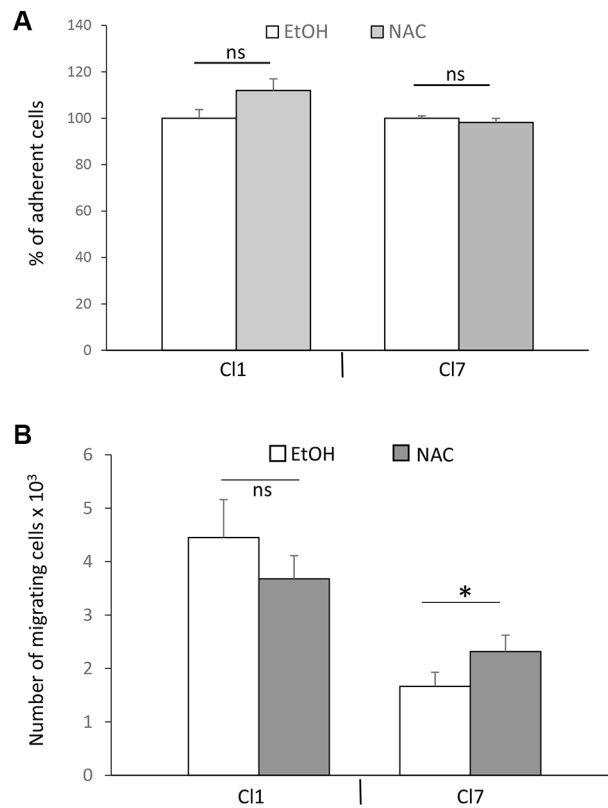 A
EtOH NAC
140
120
100
80
60
40
20
0
% of adherent cells
ns
ns
Cl1
Cl7
B
EtOH NAC
6
5
4
3
2
1
0
Number of migrating cells x 10³
ns
*
Cl1
Cl7